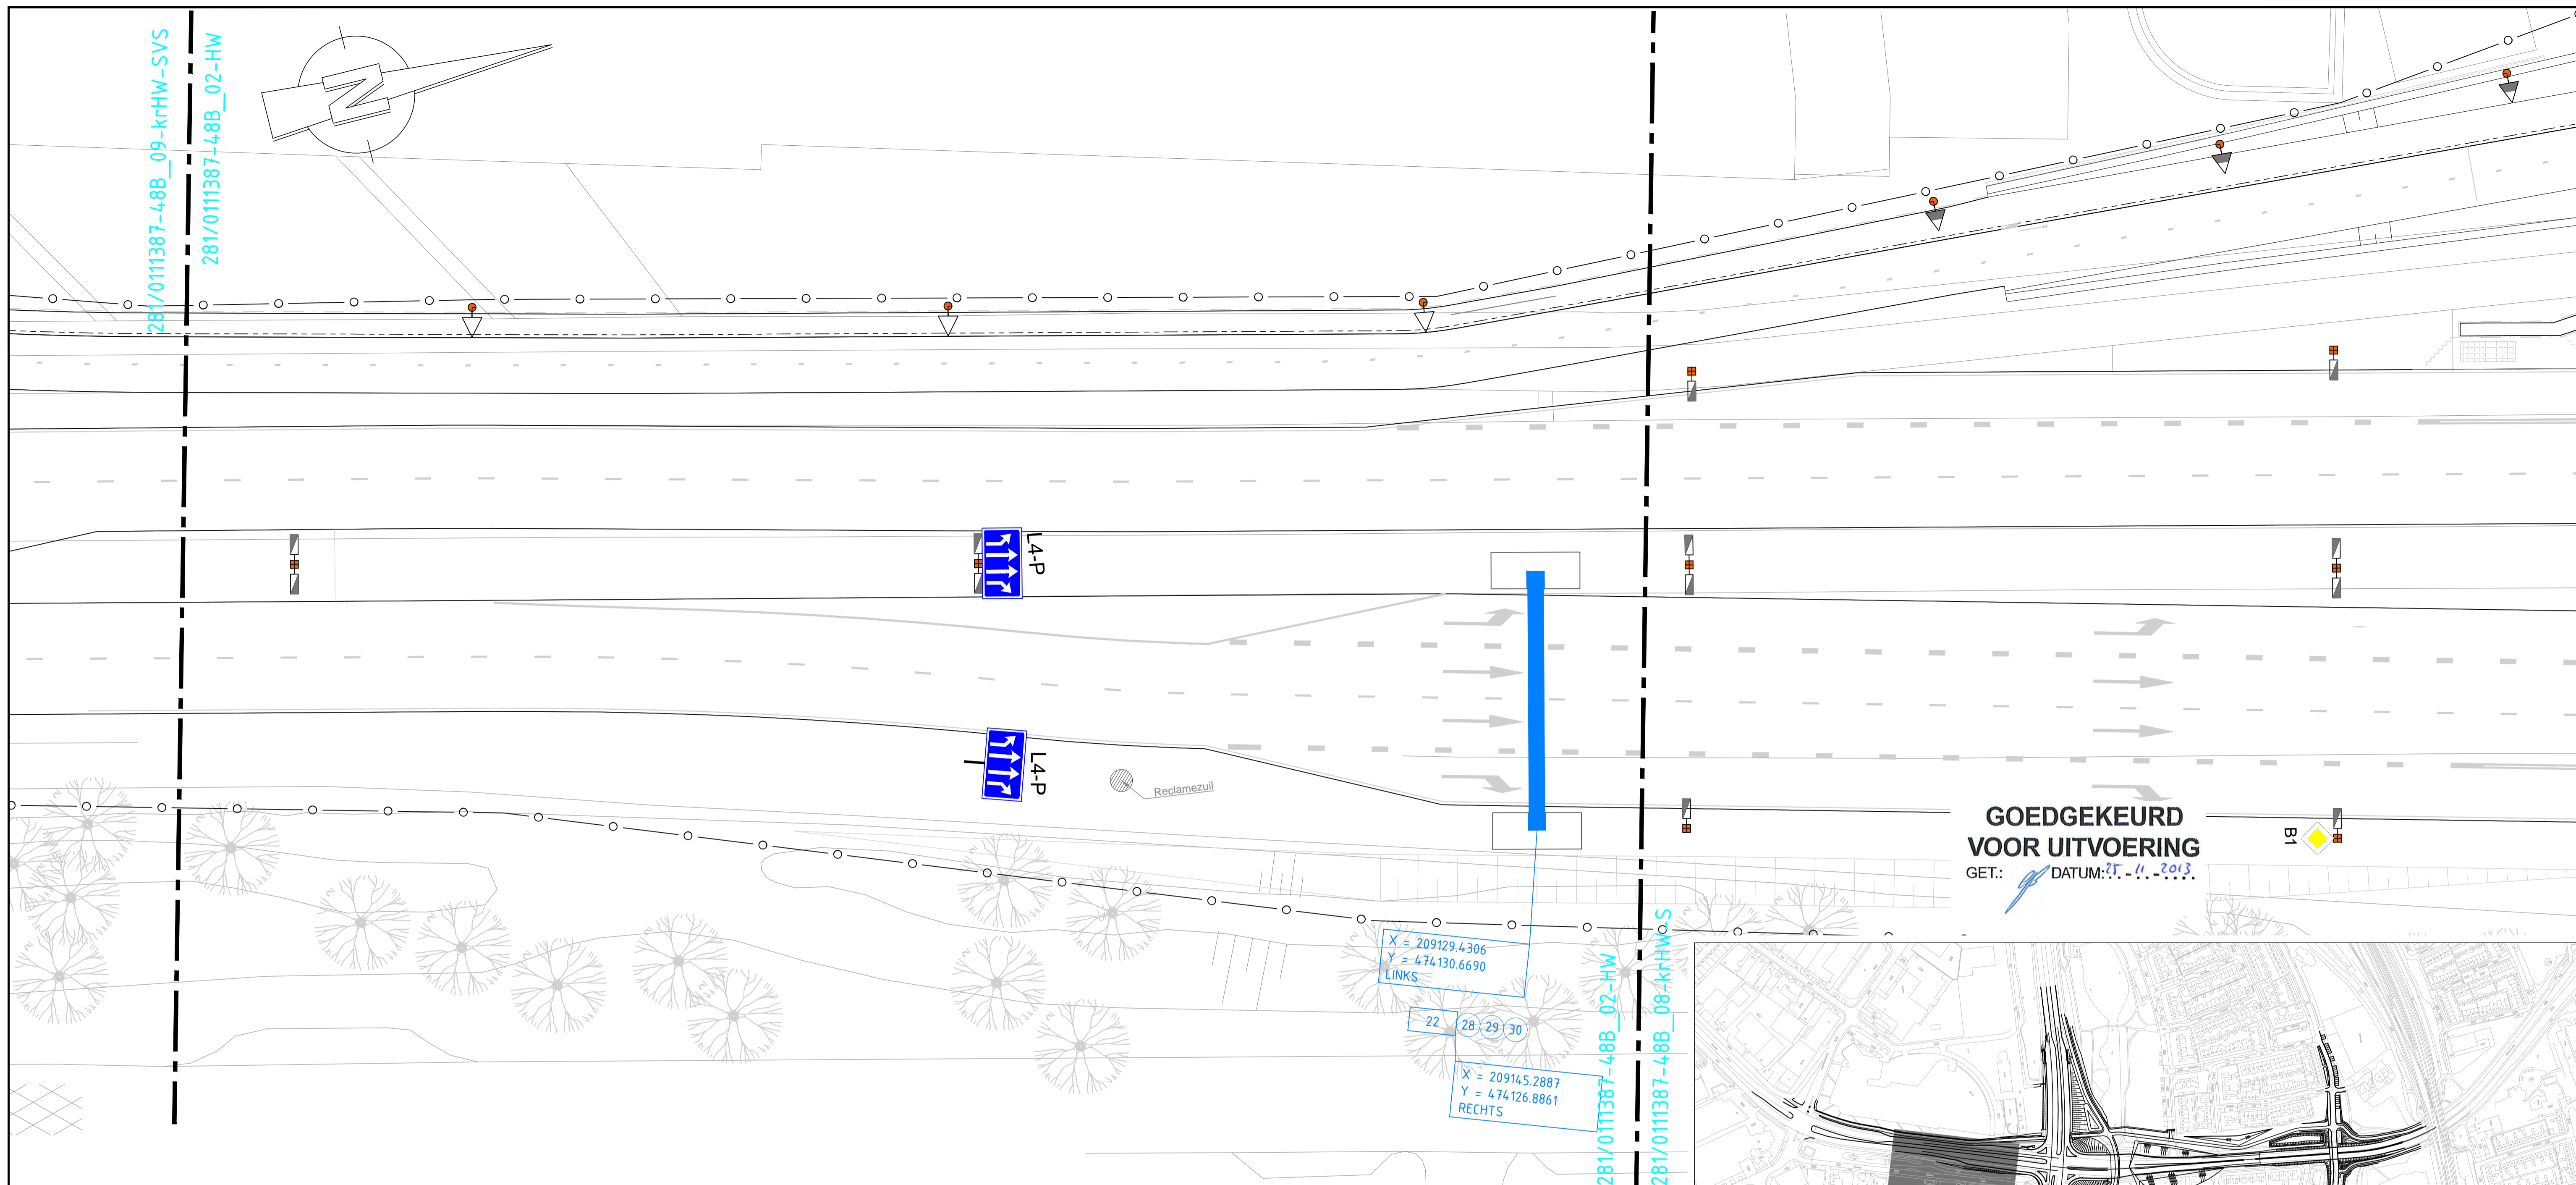 281/0111387-48B_09-krHW-SVS
281/0111387-48B_02-HW
N
L4-P
L4-P
Reclamezuil
GOEDGEKEURD
VOOR UITVOERING
GET.: DATUM: 25-11-2013
B1
X = 209129.4306
Y = 474130.6690
LINKS
22 28 29 30
X = 209145.2887
Y = 474126.8861
RECHTS
281/0111387-48B_02-HW
281/0111387-48B_08-krHW-S